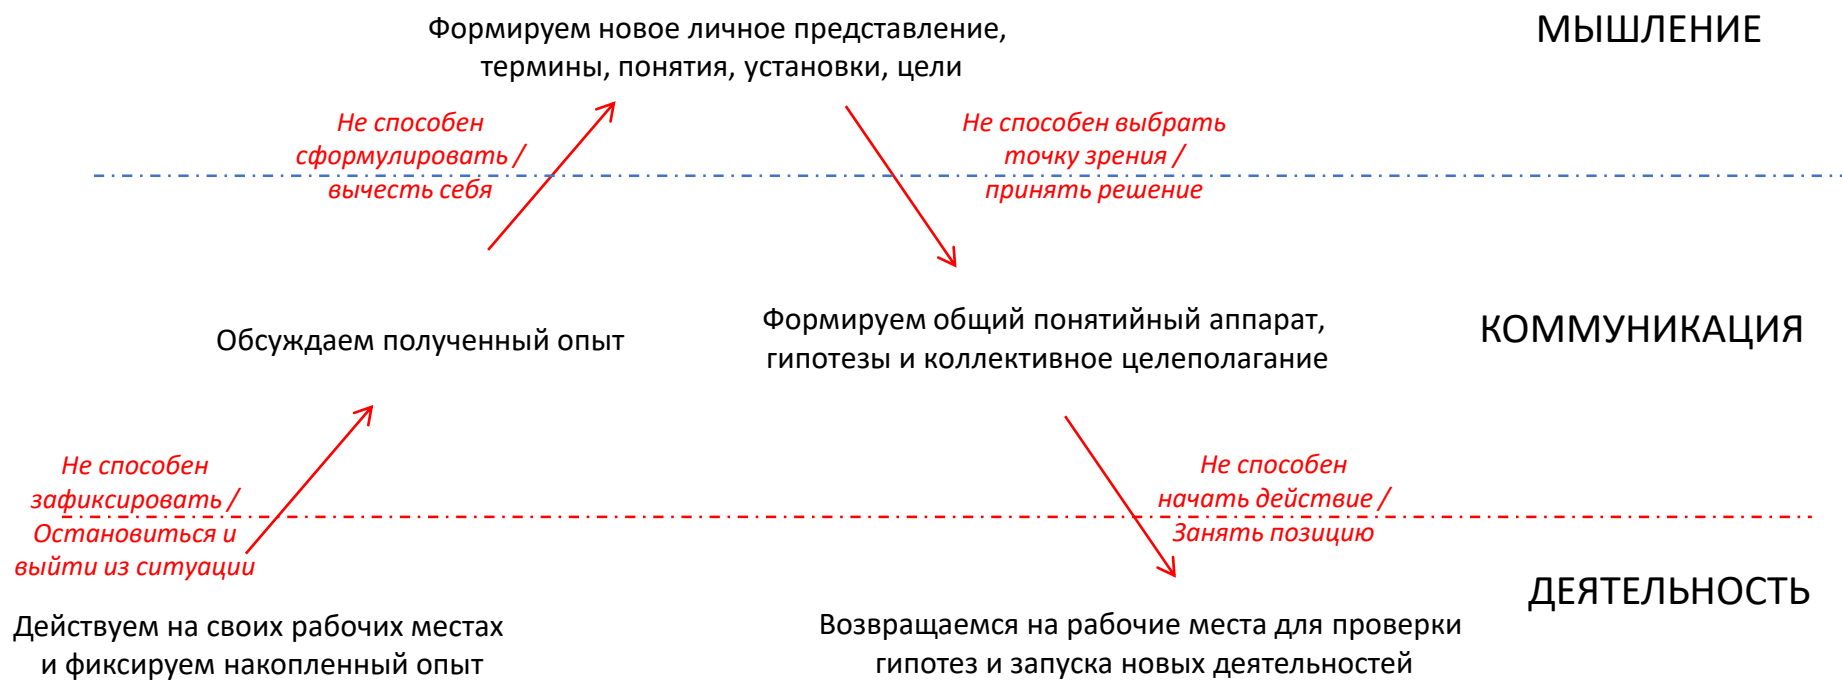 Формируем новое личное представление,
термины, понятия, установки, цели
МЫШЛЕНИЕ
Не способен
сформулировать /
вычесть себя
Не способен выбрать
точку зрения /
принять решение
Обсуждаем полученный опыт
Формируем общий понятийный аппарат,
гипотезы и коллективное целеполагание
КОММУНИКАЦИЯ
Не способен
зафиксировать /
Остановиться и
выйти из ситуации
Не способен
начать действие /
Занять позицию
ДЕЯТЕЛЬНОСТЬ
Действуем на своих рабочих местах
и фиксируем накопленный опыт
Возвращаемся на рабочие места для проверки
гипотез и запуска новых деятельностей